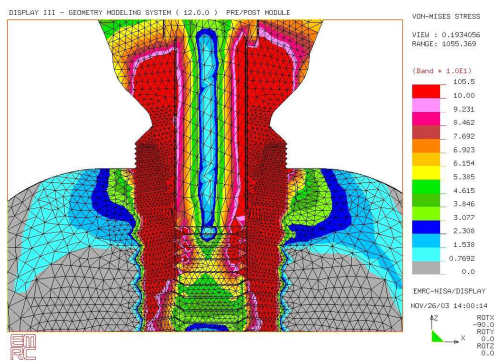 DISPLAY III - GEOMETRY MODELING SYSTEM ( 12.0.0 ) PRE/POST MODULE
VON-MISES STRESS
VIEW : 0.1934056
RANGE: 1055.369
(Band * 1.0E1)
105.5
10.00
9.231
8.462
7.692
6.923
6.154
5.385
4.615
3.846
3.077
2.308
1.538
0.7692
0.0
EMRC-NISA/DISPLAY
NOV/26/03 14:00:14
Z
X
ROTX
-90.0
ROTY
0.0
ROTZ
0.0
EMRC